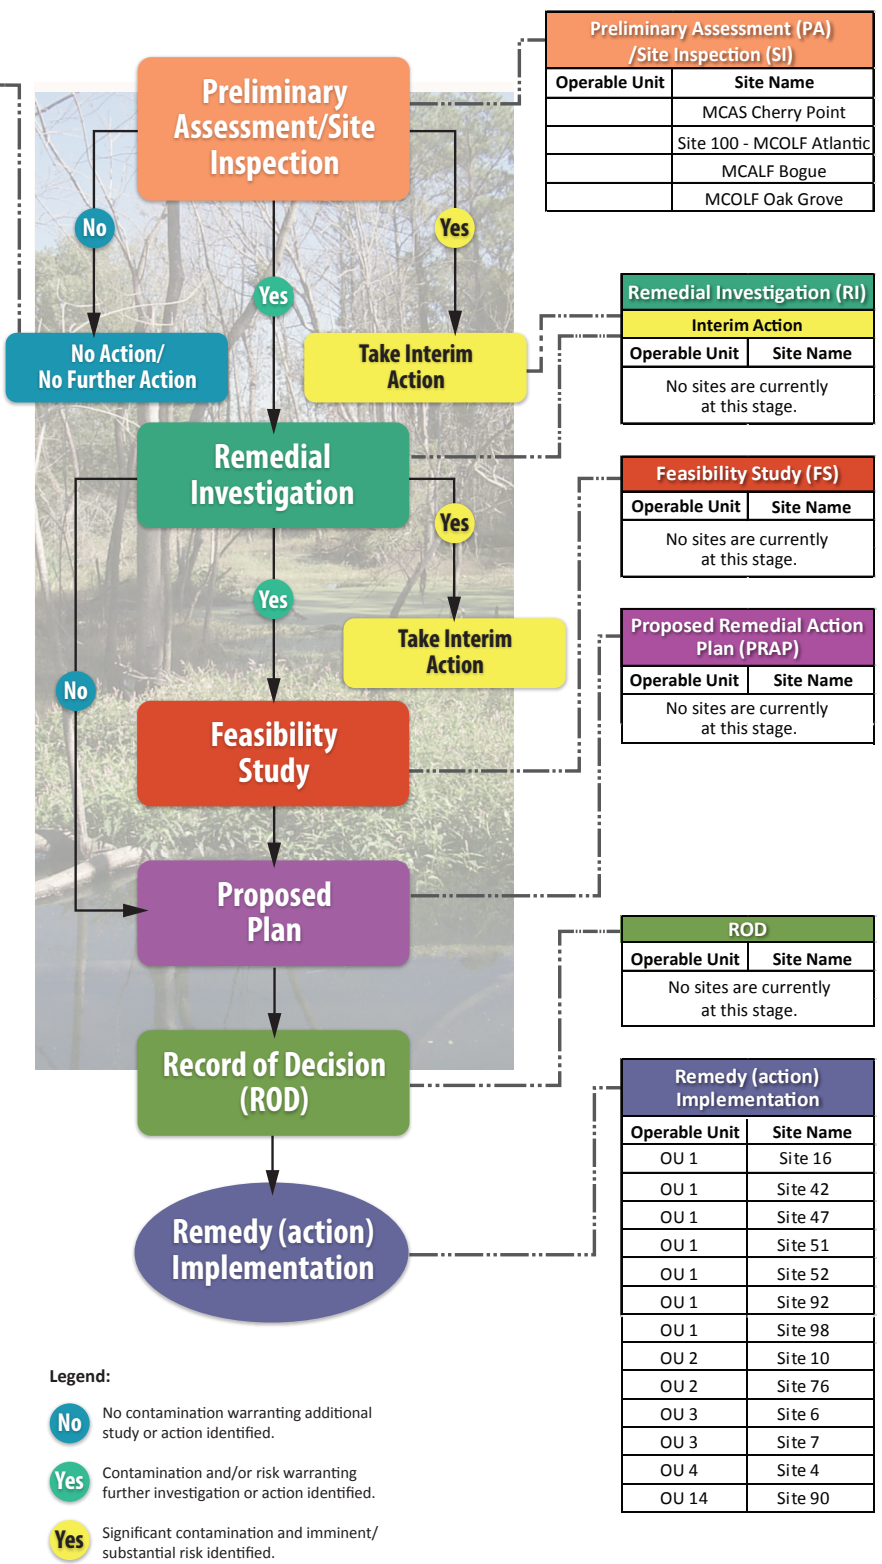 Preliminary
Assessment/Site
Inspection
No
Yes
Yes
No Action/
No Further Action
Take Interim
Action
Remedial
Investigation
Yes
Yes
Take Interim
Action
No
Feasibility
Study
Proposed
Plan
Record of Decision
(ROD)
Remedy (action)
Implementation
Legend:
No
No contamination warranting additional
study or action identified.
Yes
Contamination and/or risk warranting
further investigation or action identified.
Yes
Significant contamination and imminent/
substantial risk identified.
Preliminary Assessment (PA)
/Site Inspection (SI)
Operable Unit Site Name
MCAS Cherry Point
Site 100 - MCOLF Atlantic
MCALF Bogue
MCOLF Oak Grove
Remedial Investigation (RI)
Interim Action
Operable Unit Site Name
No sites are currently
at this stage.
Feasibility Study (FS)
Operable Unit Site Name
No sites are currently
at this stage.
Proposed Remedial Action
Plan (PRAP)
Operable Unit Site Name
No sites are currently
at this stage.
ROD
Operable Unit Site Name
No sites are currently
at this stage.
Remedy (action)
Implementation
Operable Unit Site Name
OU 1 Site 16
OU 1 Site 42
OU 1 Site 47
OU 1 Site 51
OU 1 Site 52
OU 1 Site 92
OU 1 Site 98
OU 2 Site 10
OU 2 Site 76
OU 3 Site 6
OU 3 Site 7
OU 4 Site 4
OU 14 Site 90